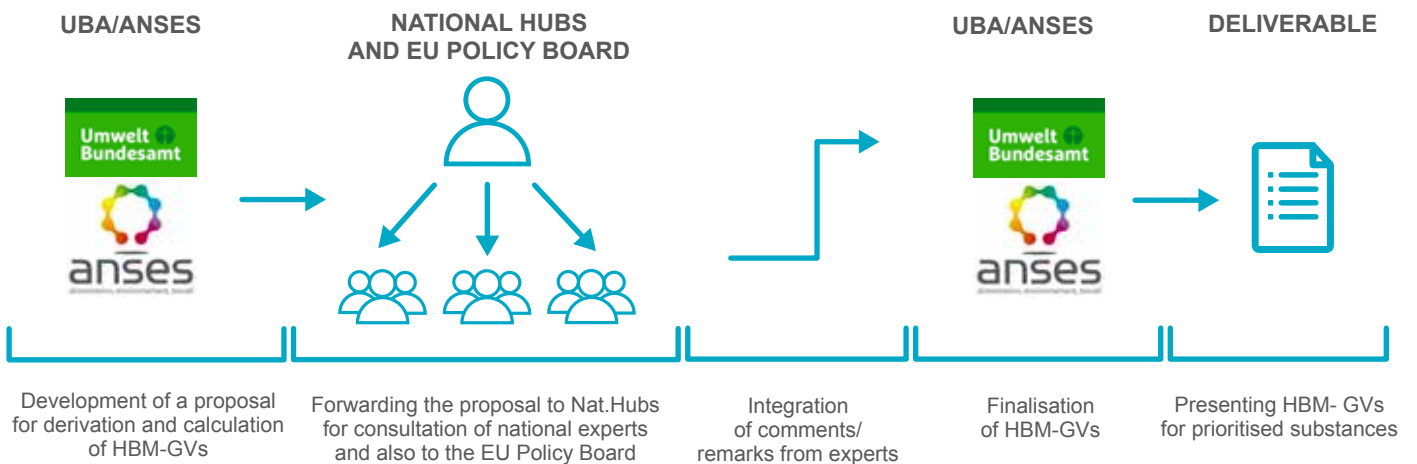 UBA/ANSES
NATIONAL HUBS
AND EU POLICY BOARD
UBA/ANSES
DELIVERABLE
Umwelt
Bundesamt
anses
Umwelt
Bundesamt
anses
Development of a proposal
for derivation and calculation
of HBM-GVs
Forwarding the proposal to Nat.Hubs
for consultation of national experts
and also to the EU Policy Board
Integration
of comments/
remarks from experts
Finalisation
of HBM-GVs
Presenting HBM- GVs
for prioritised substances